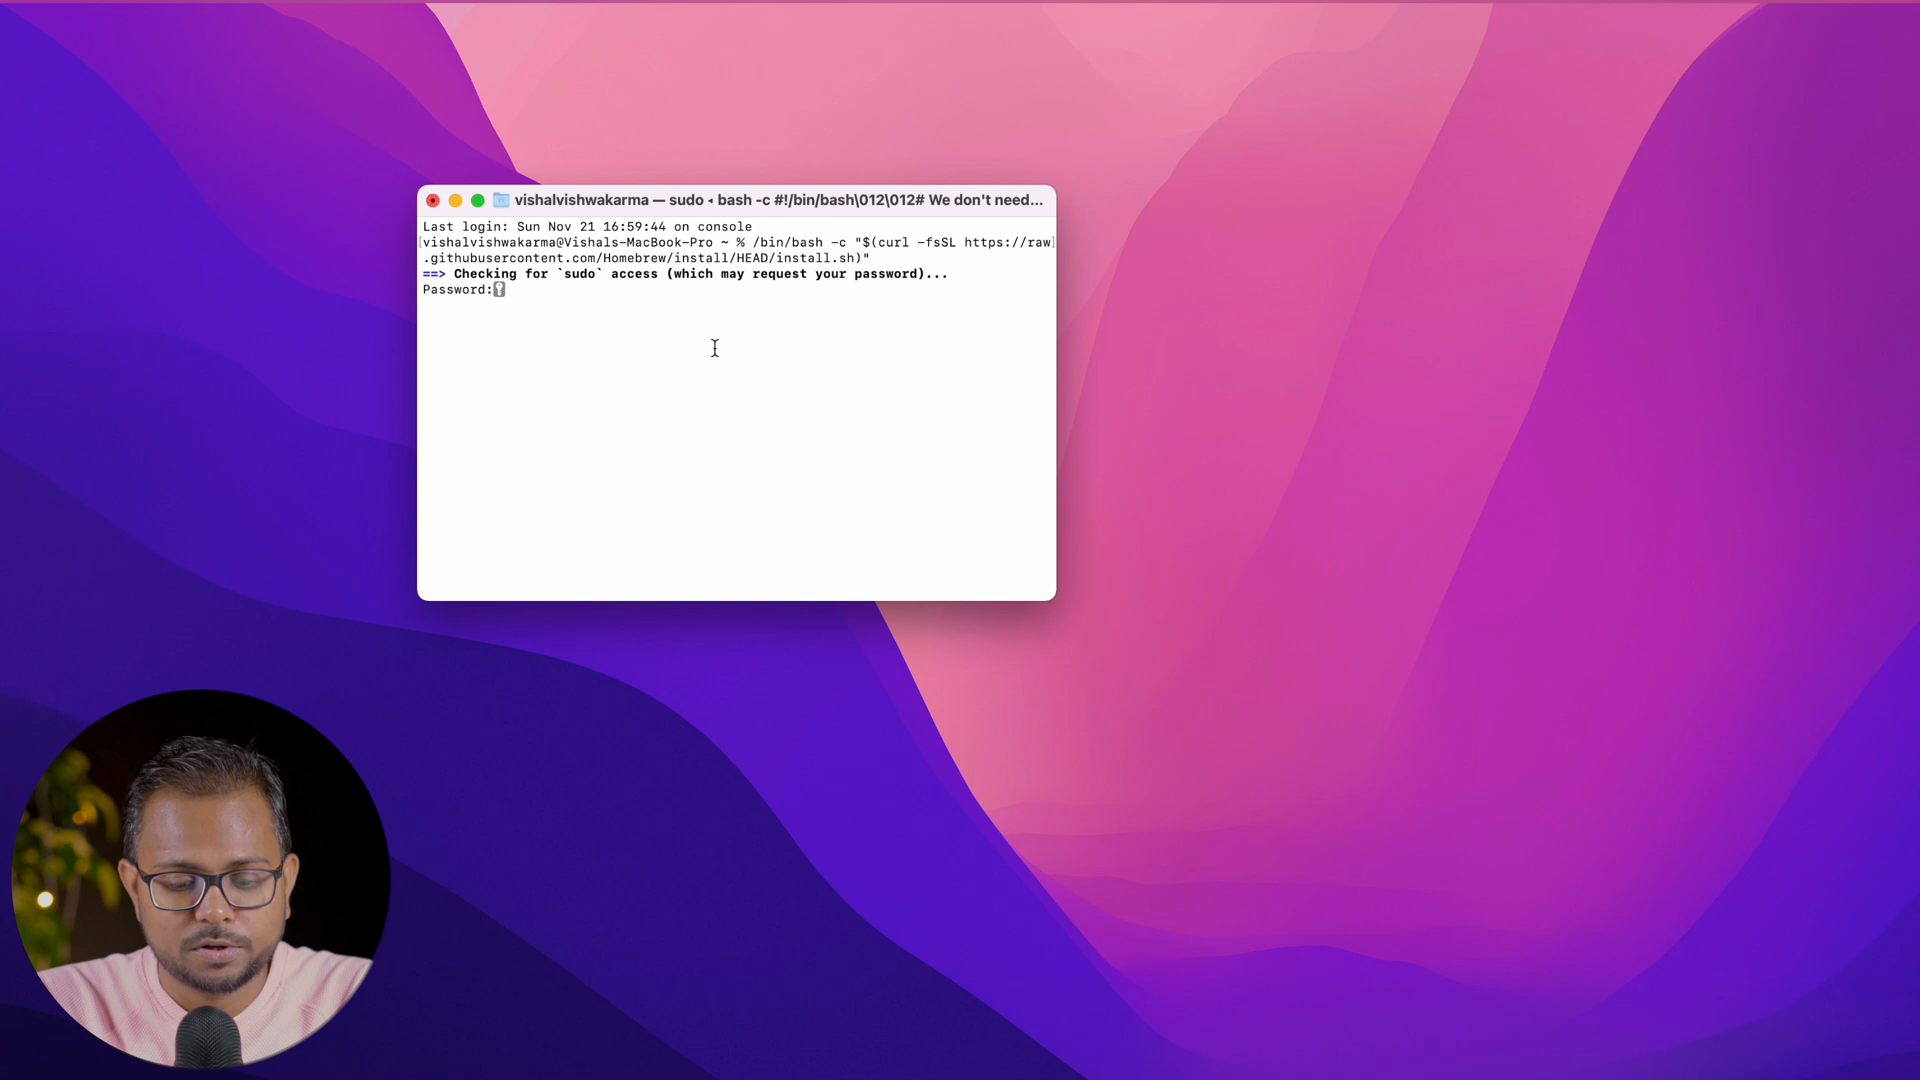 vishalvishwakarma — sudo ◂ bash -c #!/bin/bash\012\012# We don't need...
Last login: Sun Nov 21 16:59:44 on console
[vishalvishwakarma@Vishals-MacBook-Pro ~ % /bin/bash -c "$(curl -fsSL https://raw]
.githubusercontent.com/Homebrew/install/HEAD/install.sh)"
==> Checking for `sudo` access (which may request your password)...
Password: